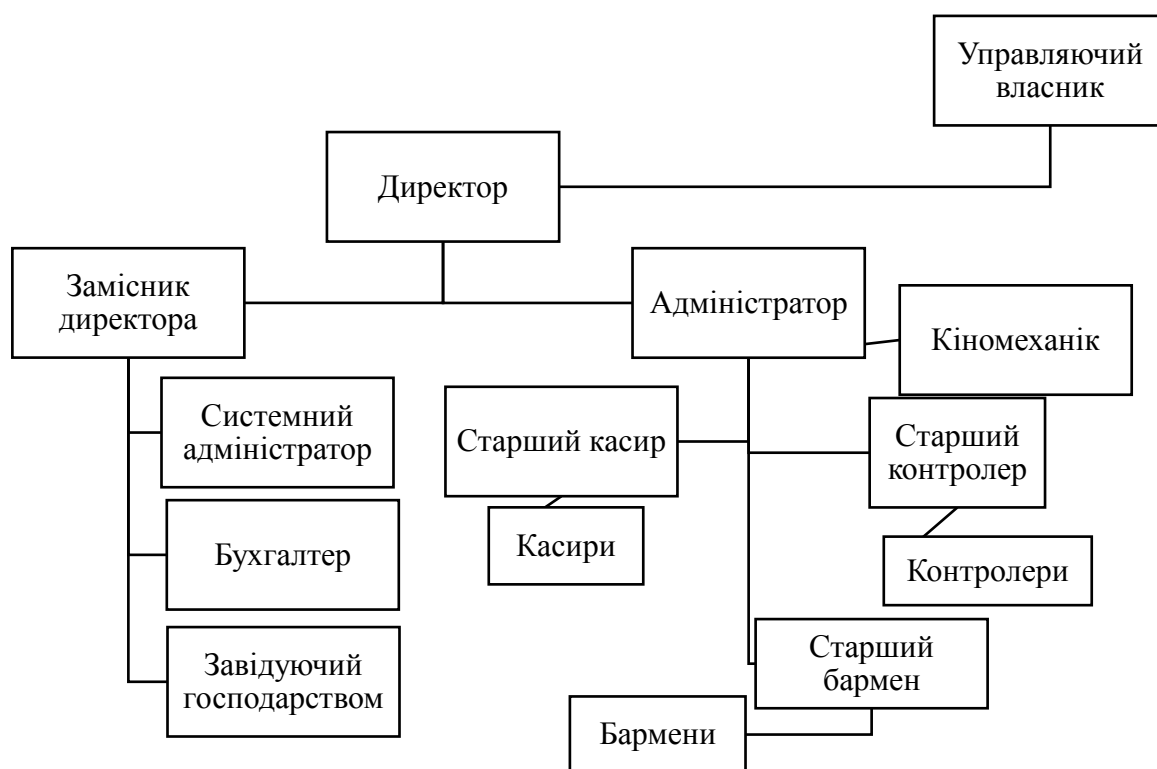 Управляючий
власник
Директор
Замісник
директора
Адміністратор
Кіномеханік
Системний
адміністратор
Старший касир
Старший
контролер
Касири
Бухгалтер
Контролери
Завідуючий
господарством
Старший
бармен
Бармени